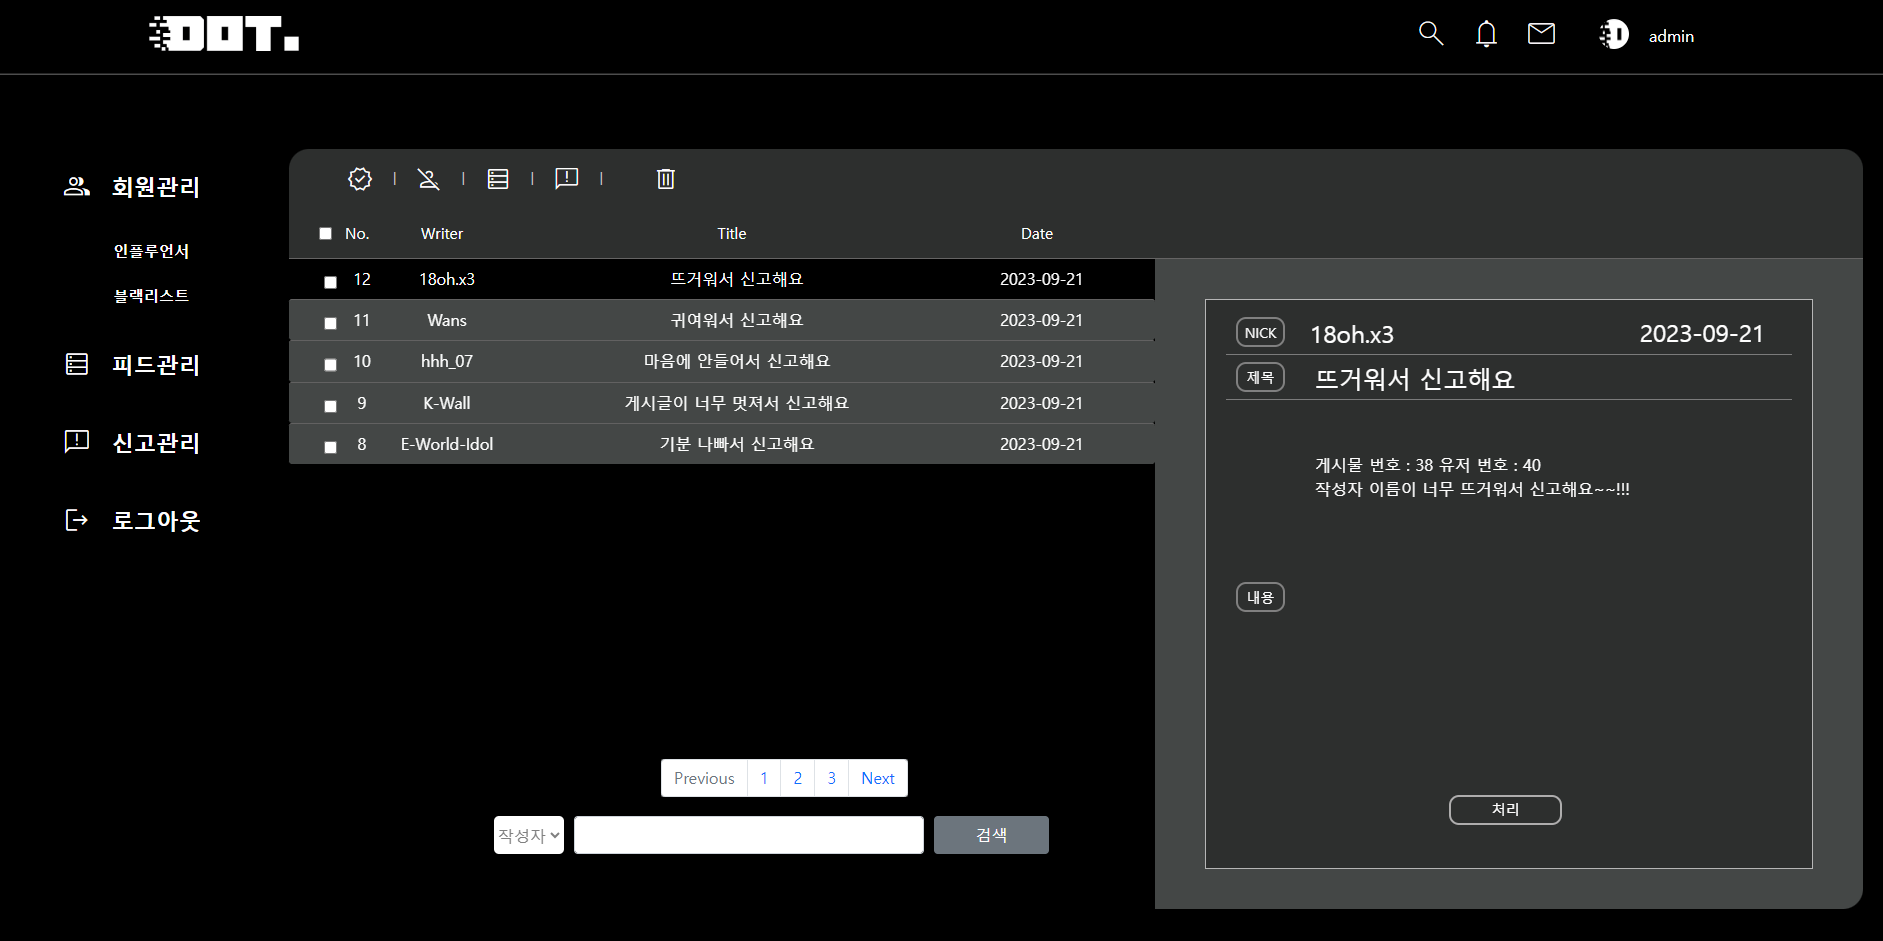 DOT.
admin
회원관리
인플루언서
블랙리스트
피드관리
신고관리
로그아웃
No. Writer Title Date
12 18oh.x3 뜨거워서 신고해요 2023-09-21
11 Wans 귀여워서 신고해요 2023-09-21
10 hhh_07 마음에 안들어서 신고해요 2023-09-21
9 K-Wall 게시글이 너무 멋져서 신고해요 2023-09-21
8 E-World-Idol 기분 나빠서 신고해요 2023-09-21
Previous 1 2 3 Next
작성자 검색
NICK 18oh.x3 2023-09-21
제목 뜨거워서 신고해요
게시물 번호 : 38 유저 번호 : 40
작성자 이름이 너무 뜨거워서 신고해요~~!!!
내용
처리